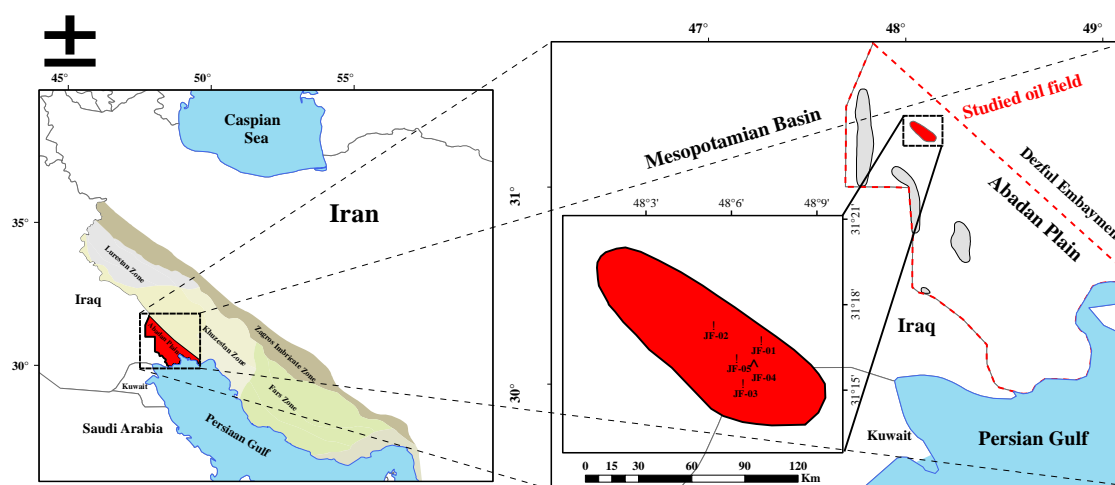 45°
50°
55°
35°
30°
Caspian
Sea
Iran
Lurestan Zone
Iraq
Abadan Plain
Khuzestan Zone
Zagros Imbricate Zone
Fars Zone
Kuwait
Saudi Arabia
Persiaan Gulf
47°
48°
49°
31°
30°
Mesopotamian Basin
Studied oil field
Dezful Embayment
Abadan Plain
Iraq
Kuwait
Persian Gulf
48°3'
48°6'
48°9'
31°21'
31°18'
31°15'
JF-02
JF-01
JF-05
JF-04
JF-03
0 15 30 60 90 120
Km